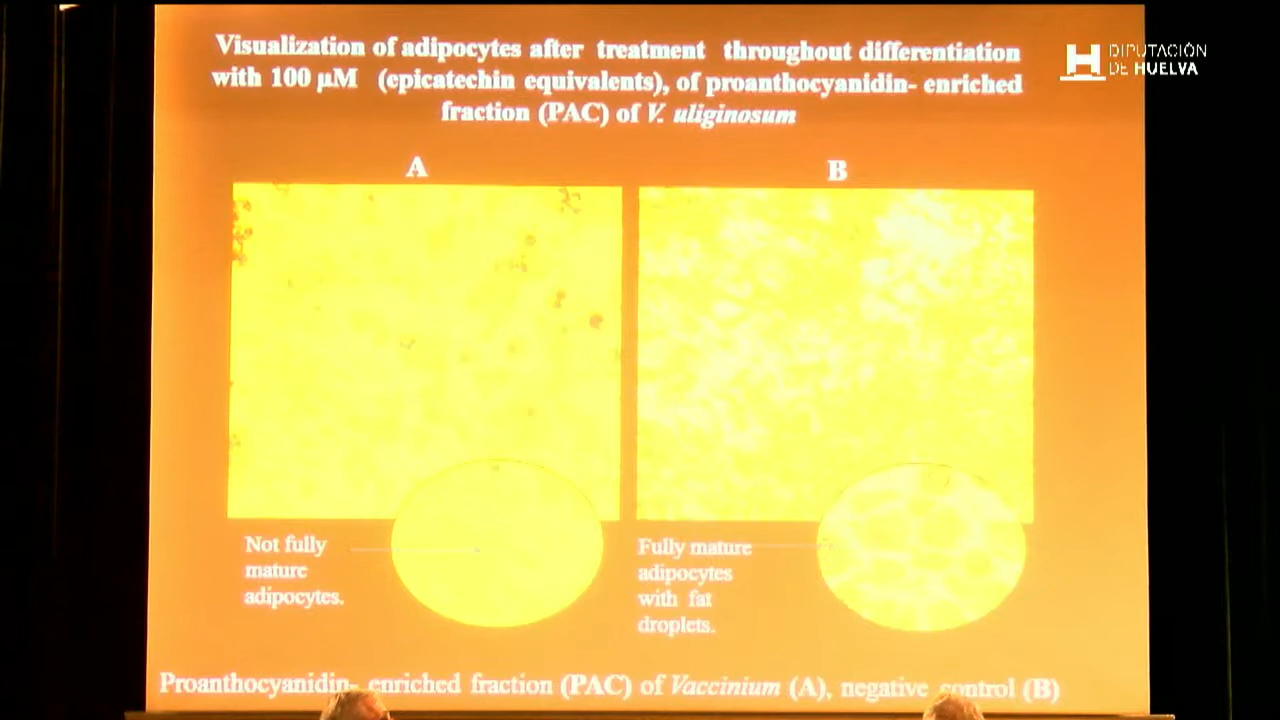 Visualization of adipocytes after treatment throughout differentiation
with 100 µM (epicatechin equivalents), of proanthocyanidin- enriched
fraction (PAC) of V. uliginosum
DIPUTACIÓN
DE HUELVA
A
B
Not fully
mature
adipocytes.
Fully mature
adipocytes
with fat
droplets.
Proanthocyanidin- enriched fraction (PAC) of Vaccinium (A), negative control (B)